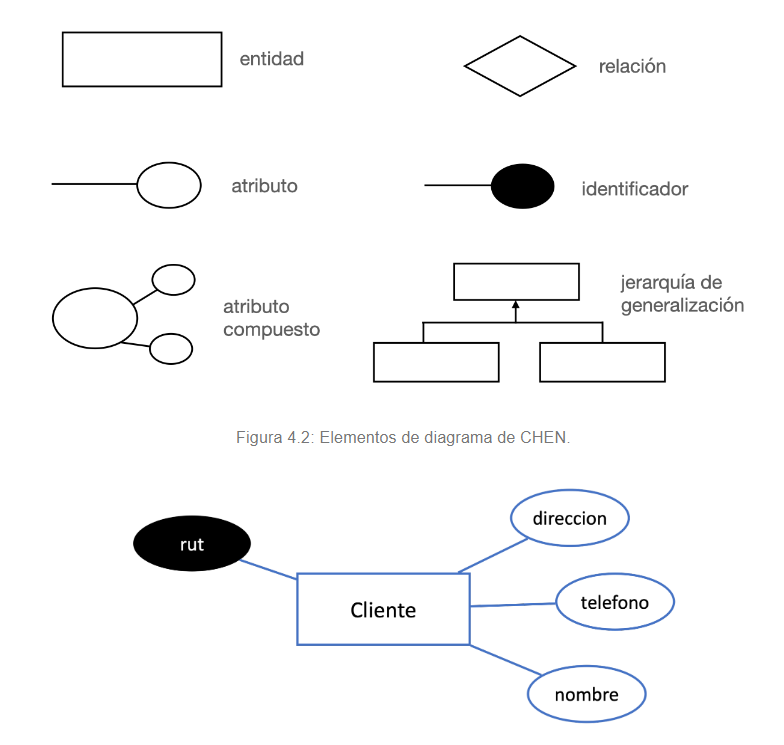 entidad
relación
atributo
identificador
atributo
compuesto
jerarquía de
generalización
Figura 4.2: Elementos de diagrama de CHEN.
rut
direccion
Cliente
telefono
nombre